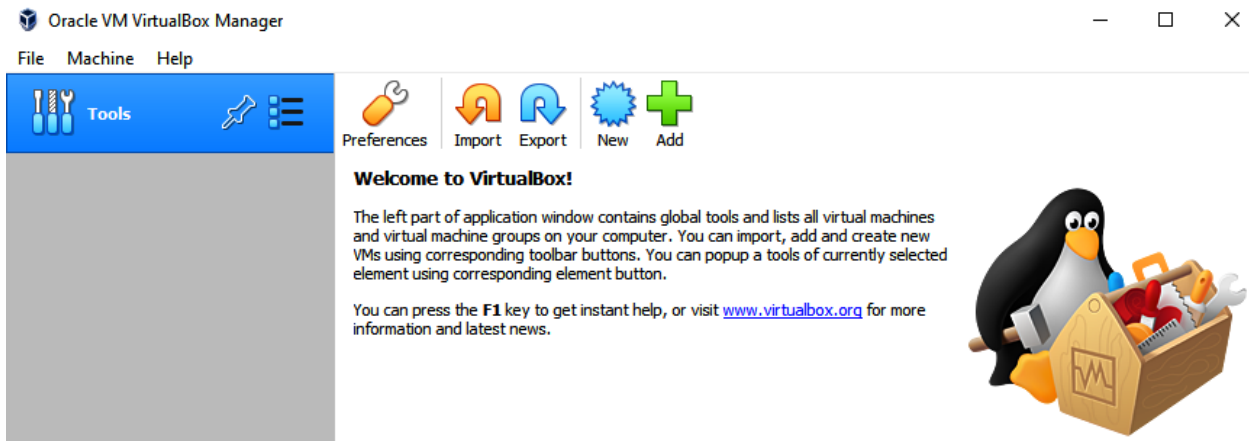 Oracle VM VirtualBox Manager
File Machine Help
Tools
Preferences Import Export New Add
Welcome to VirtualBox!
The left part of application window contains global tools and lists all virtual machines
and virtual machine groups on your computer. You can import, add and create new
VMs using corresponding toolbar buttons. You can popup a tools of currently selected
element using corresponding element button.
You can press the F1 key to get instant help, or visit www.virtualbox.org for more
information and latest news.